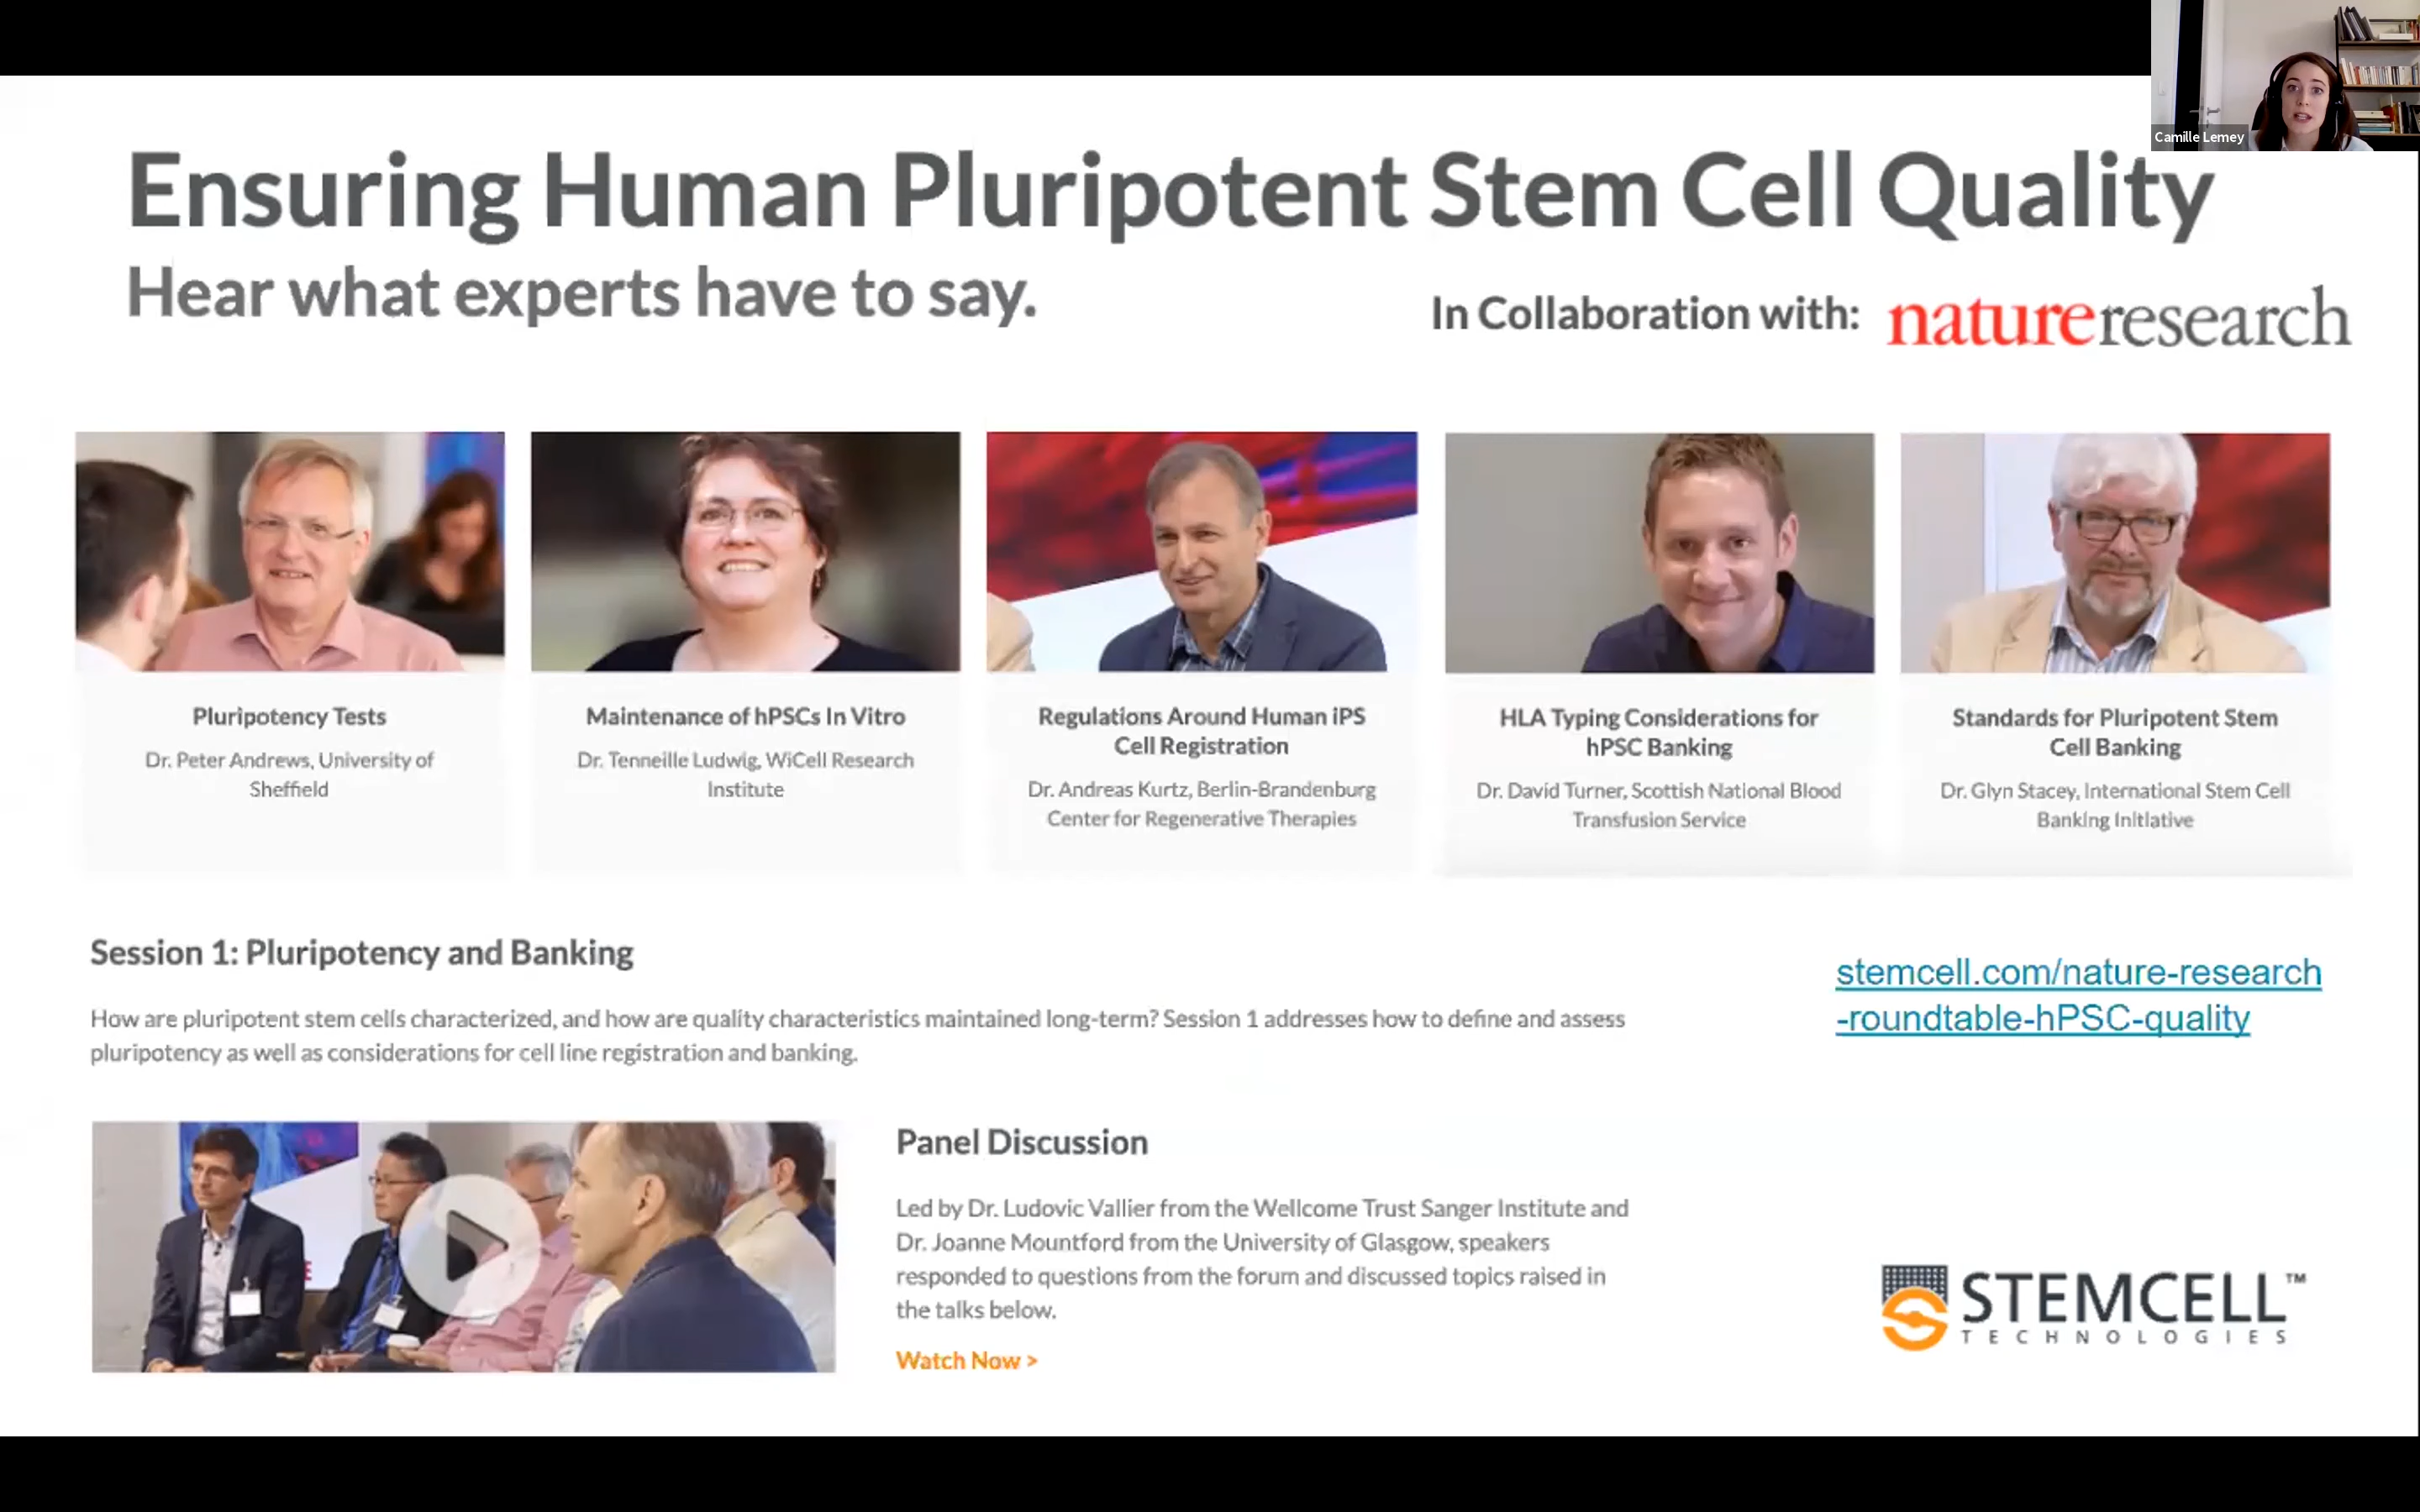 Camille Lemey
Ensuring Human Pluripotent Stem Cell Quality
Hear what experts have to say.
In Collaboration with: natureresearch
Pluripotency Tests
Dr. Peter Andrews, University of
Sheffield
Maintenance of hPSCs In Vitro
Dr. Tenneille Ludwig, WiCell Research
Institute
Regulations Around Human iPS
Cell Registration
Dr. Andreas Kurtz, Berlin-Brandenburg
Center for Regenerative Therapies
HLA Typing Considerations for
hPSC Banking
Dr. David Turner, Scottish National Blood
Transfusion Service
Standards for Pluripotent Stem
Cell Banking
Dr. Glyn Stacey, International Stem Cell
Banking Initiative
Session 1: Pluripotency and Banking
How are pluripotent stem cells characterized, and how are quality characteristics maintained long-term? Session 1 addresses how to define and assess
pluripotency as well as considerations for cell line registration and banking.
stemcell.com/nature-research
-roundtable-hPSC-quality
Panel Discussion
Led by Dr. Ludovic Vallier from the Wellcome Trust Sanger Institute and
Dr. Joanne Mountford from the University of Glasgow, speakers
responded to questions from the forum and discussed topics raised in
the talks below.
Watch Now >
STEMCELL™
TECHNOLOGIES